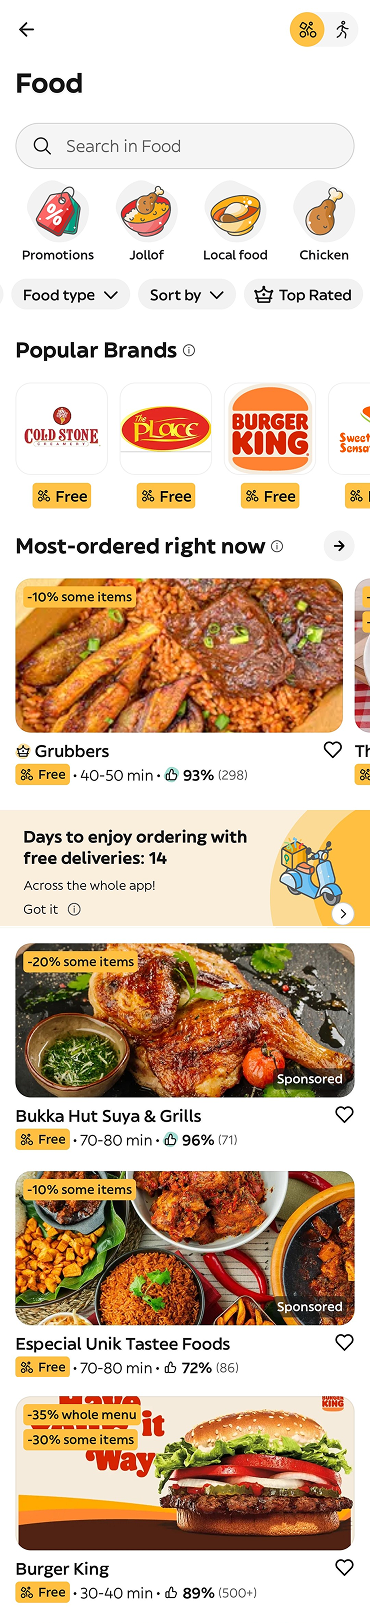 Food
Search in Food
Promotions
Jollof
Local food
Chicken
Food type
Sort by
Top Rated
Popular Brands
COLD STONE
CREAMERY
The
PLACE
BURGER
KING
Sweet
Sensa
Free
Free
Free
Most-ordered right now
-10% some items
Grubbers
Th
Free • 40-50 min • 93% (298)
Days to enjoy ordering with
free deliveries: 14
Across the whole app!
Got it
-20% some items
Sponsored
Bukka Hut Suya & Grills
Free • 70-80 min • 96% (71)
-10% some items
Sponsored
Especial Unik Tastee Foods
Free • 70-80 min • 72% (86)
Have
BURGER
KING
-35% whole menu
it
-30% some items
Way
Burger King
Free • 30-40 min • 89% (500+)